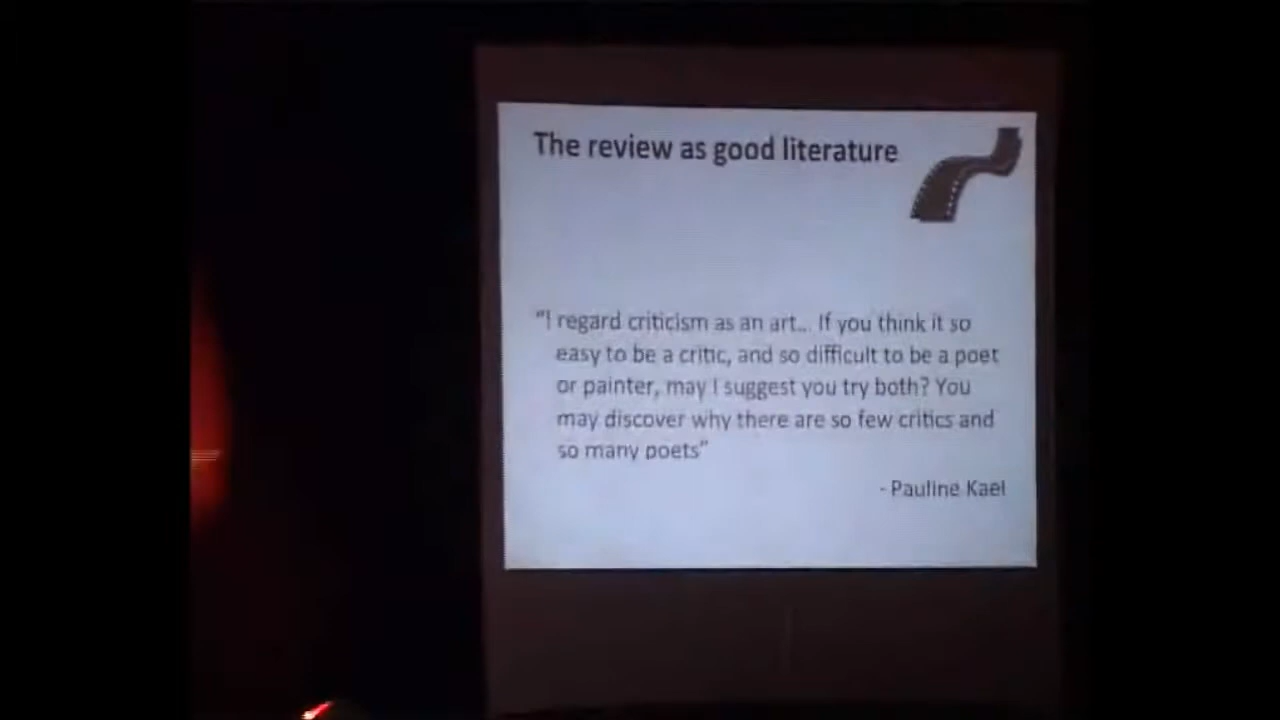 The review as good literature
“I regard criticism as an art... If you think it so
easy to be a critic, and so difficult to be a poet
or painter, may I suggest you try both? You
may discover why there are so few critics and
so many poets”
- Pauline Kael